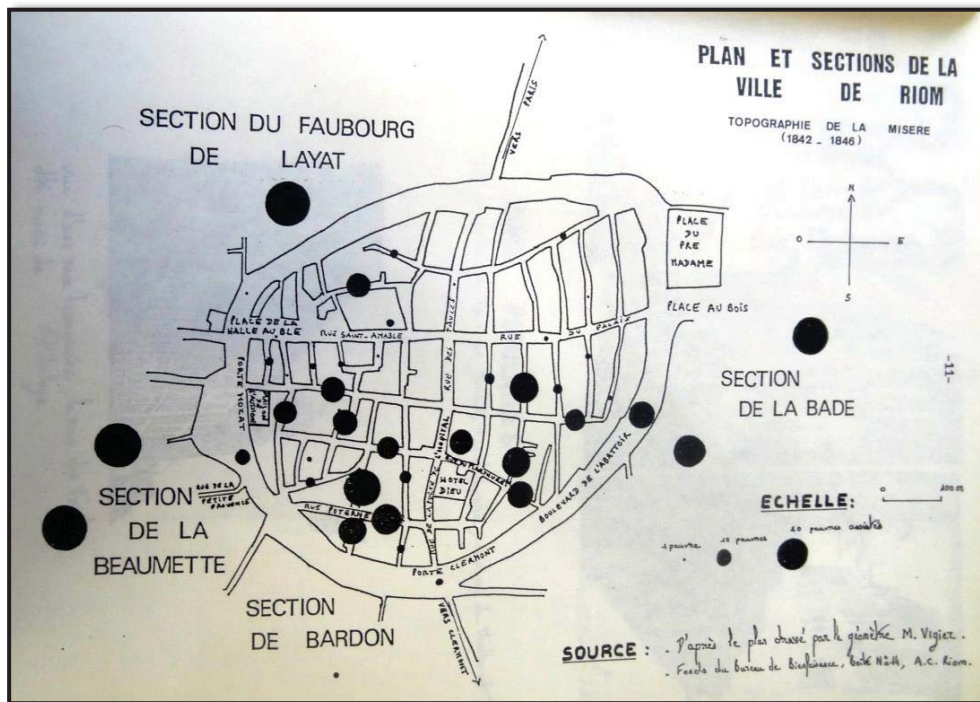 PLAN ET SECTIONS DE LA
VILLE DE RIOM
TOPOGRAPHIE DE LA MISERE
(1842 - 1846)
SECTION DU FAUBOURG
DE LAYAT
VERS PARIS
PLACE
DU
PRE
MADAME
N
O
E
S
PLACE AU BOIS
PLACE DE LA
HALLE AU BLE
RUE SAINT-AMABLE
RUE DES TAULES
RUE DU PALAIS
-11-
PORTE MOZAT
SECTION
DE LA BADE
HOTEL
DIEU
BOULEVARD DE L'ABATTOIR
SECTION
DE LA
BEAUMETTE
RUE DE LA
PETITE PROVENCE
RUE POTERNE
PORTE CLERMONT
ECHELLE:
0
100 m
1 pauvre
10 pauvres
20 pauvres assistés
SECTION
DE BARDON
VERS CLERMONT
SOURCE :
- D'après le plan dressé par le géomètre M. Vigier.
- Fonds du Bureau de Bienfaisance, A.C. Riom.